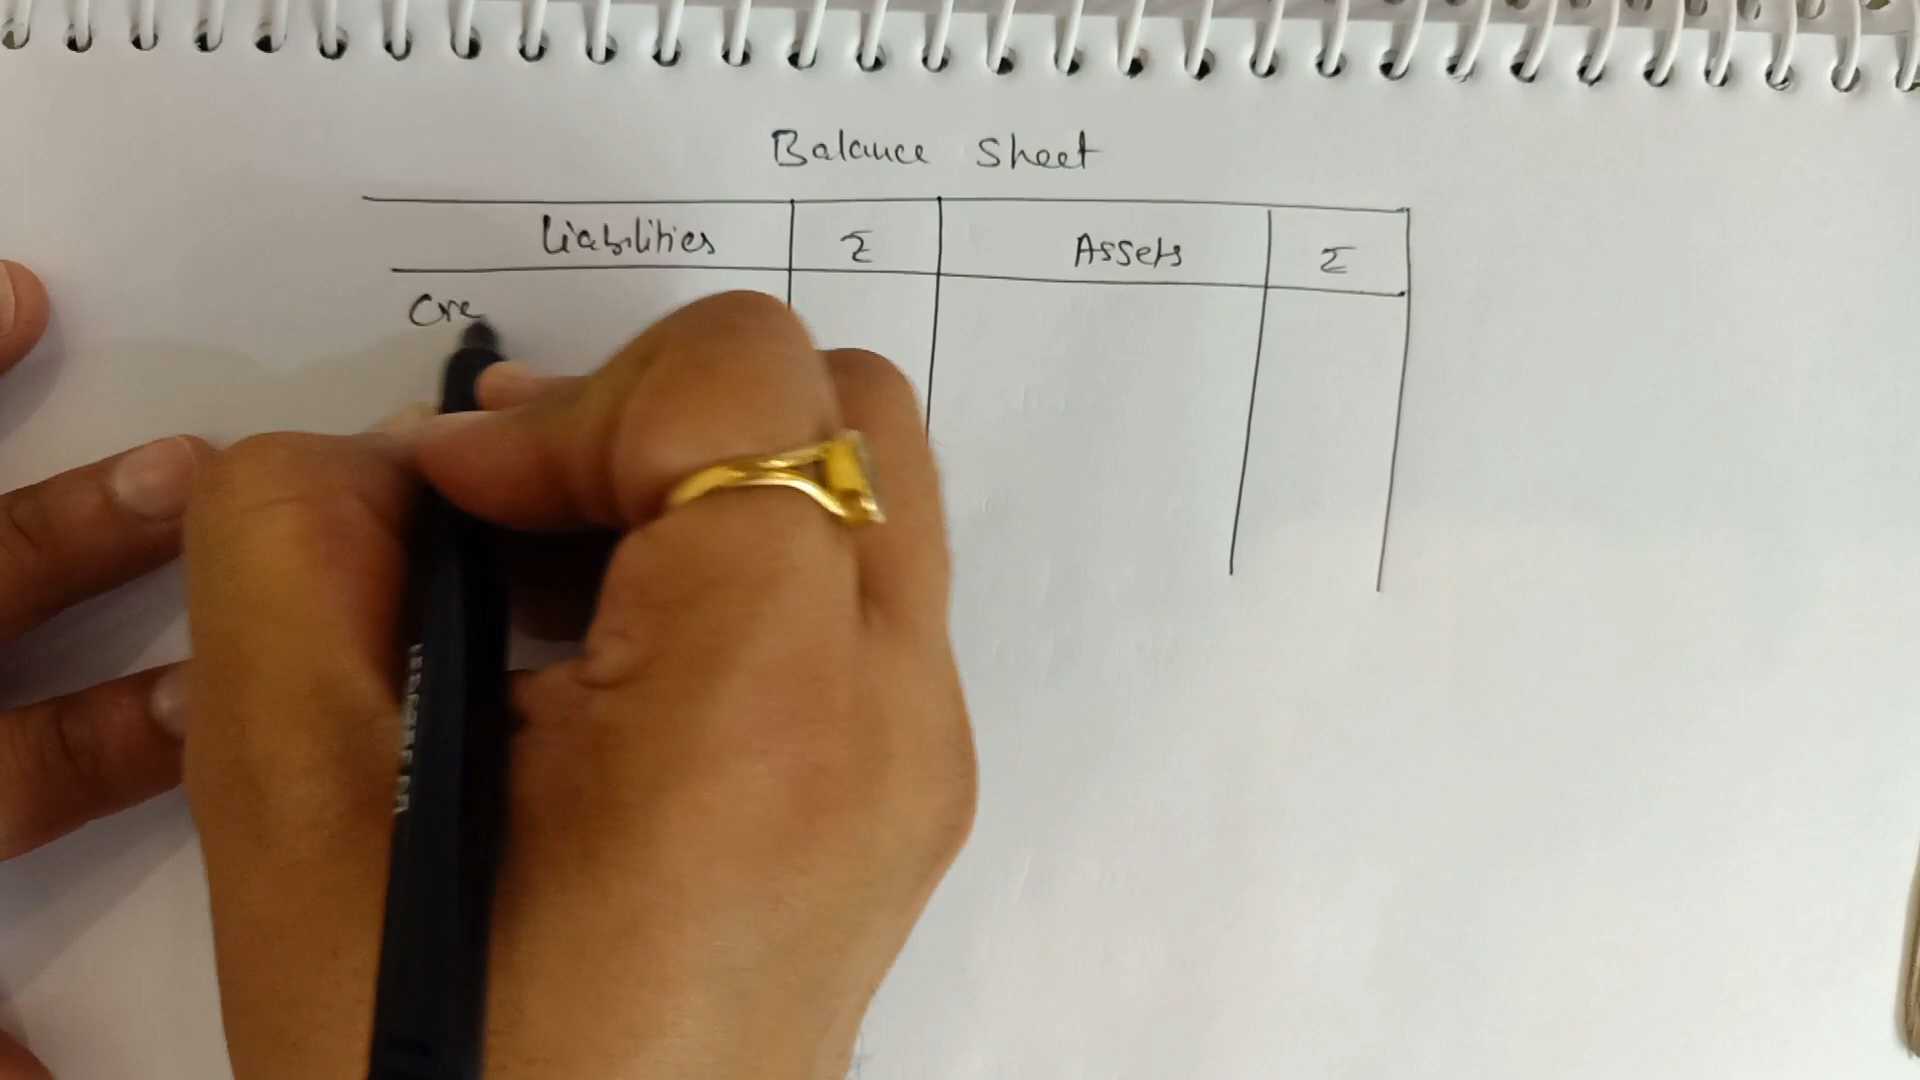 Balance Sheet
Liabilities Σ Assets Σ
Cre